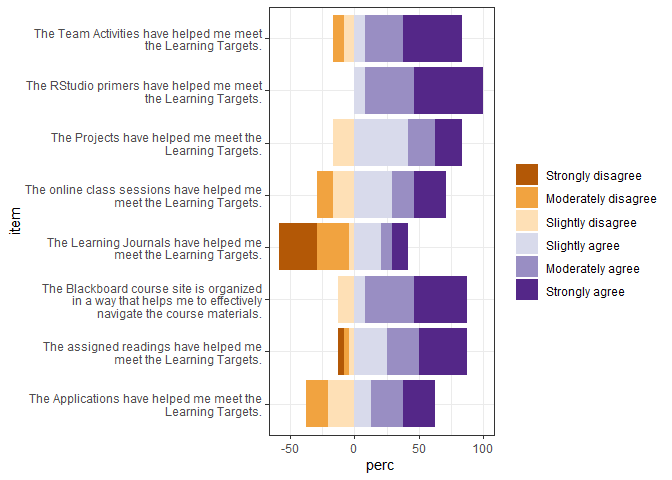 The Team Activities have helped me meet
the Learning Targets.
The RStudio primers have helped me meet
the Learning Targets.
The Projects have helped me meet the
Learning Targets.
The online class sessions have helped me
meet the Learning Targets.
The Learning Journals have helped me
meet the Learning Targets.
The Blackboard course site is organized
in a way that helps me to effectively
navigate the course materials.
The assigned readings have helped me
meet the Learning Targets.
The Applications have helped me meet the
Learning Targets.
item
-50 0 50 100
perc
Strongly disagree
Moderately disagree
Slightly disagree
Slightly agree
Moderately agree
Strongly agree